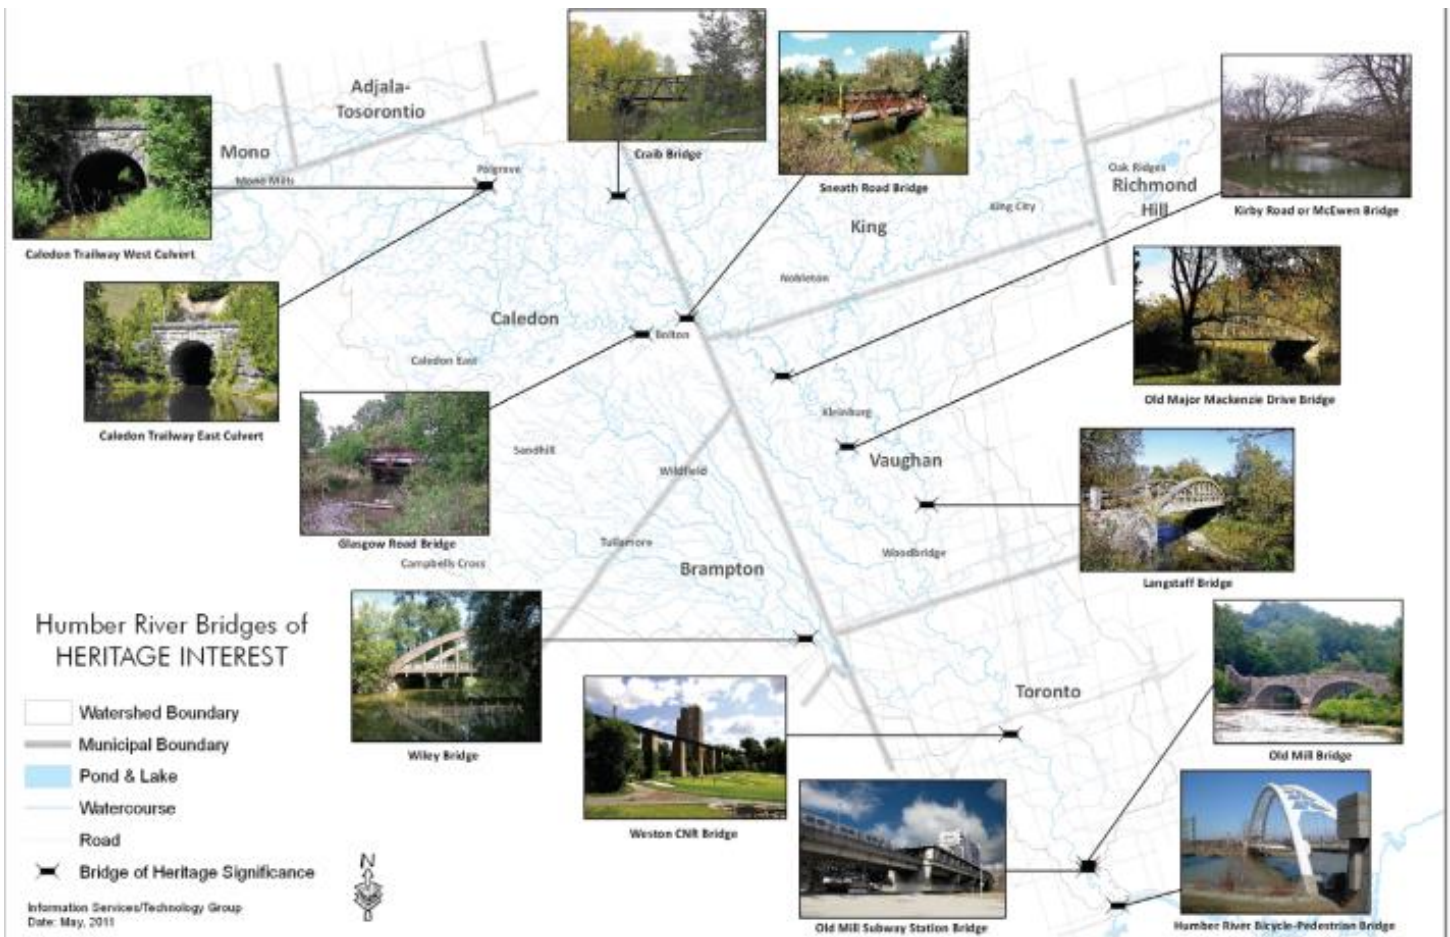 Adjala-
Tosorontio
Mono
Mono Mills
Palgrave
Craib Bridge
Sneath Road Bridge
Oak Ridges
Richmond
Hill
King City
King
Nobleton
Kirby Road or McEwen Bridge
Caledon Trailway West Culvert
Caledon
Bolton
Caledon East
Old Major Mackenzie Drive Bridge
Caledon Trailway East Culvert
Kleinburg
Vaughan
Sandhill
Wildfield
Glasgow Road Bridge
Tullamore
Campbells Cross
Brampton
Woodbridge
Langstaff Bridge
Humber River Bridges of
HERITAGE INTEREST
Watershed Boundary
Municipal Boundary
Pond & Lake
Watercourse
Road
Bridge of Heritage Significance
Information Services/Technology Group
Date: May, 2011
N
Wiley Bridge
Toronto
Weston CNR Bridge
Old Mill Bridge
Old Mill Subway Station Bridge
Humber River Bicycle-Pedestrian Bridge